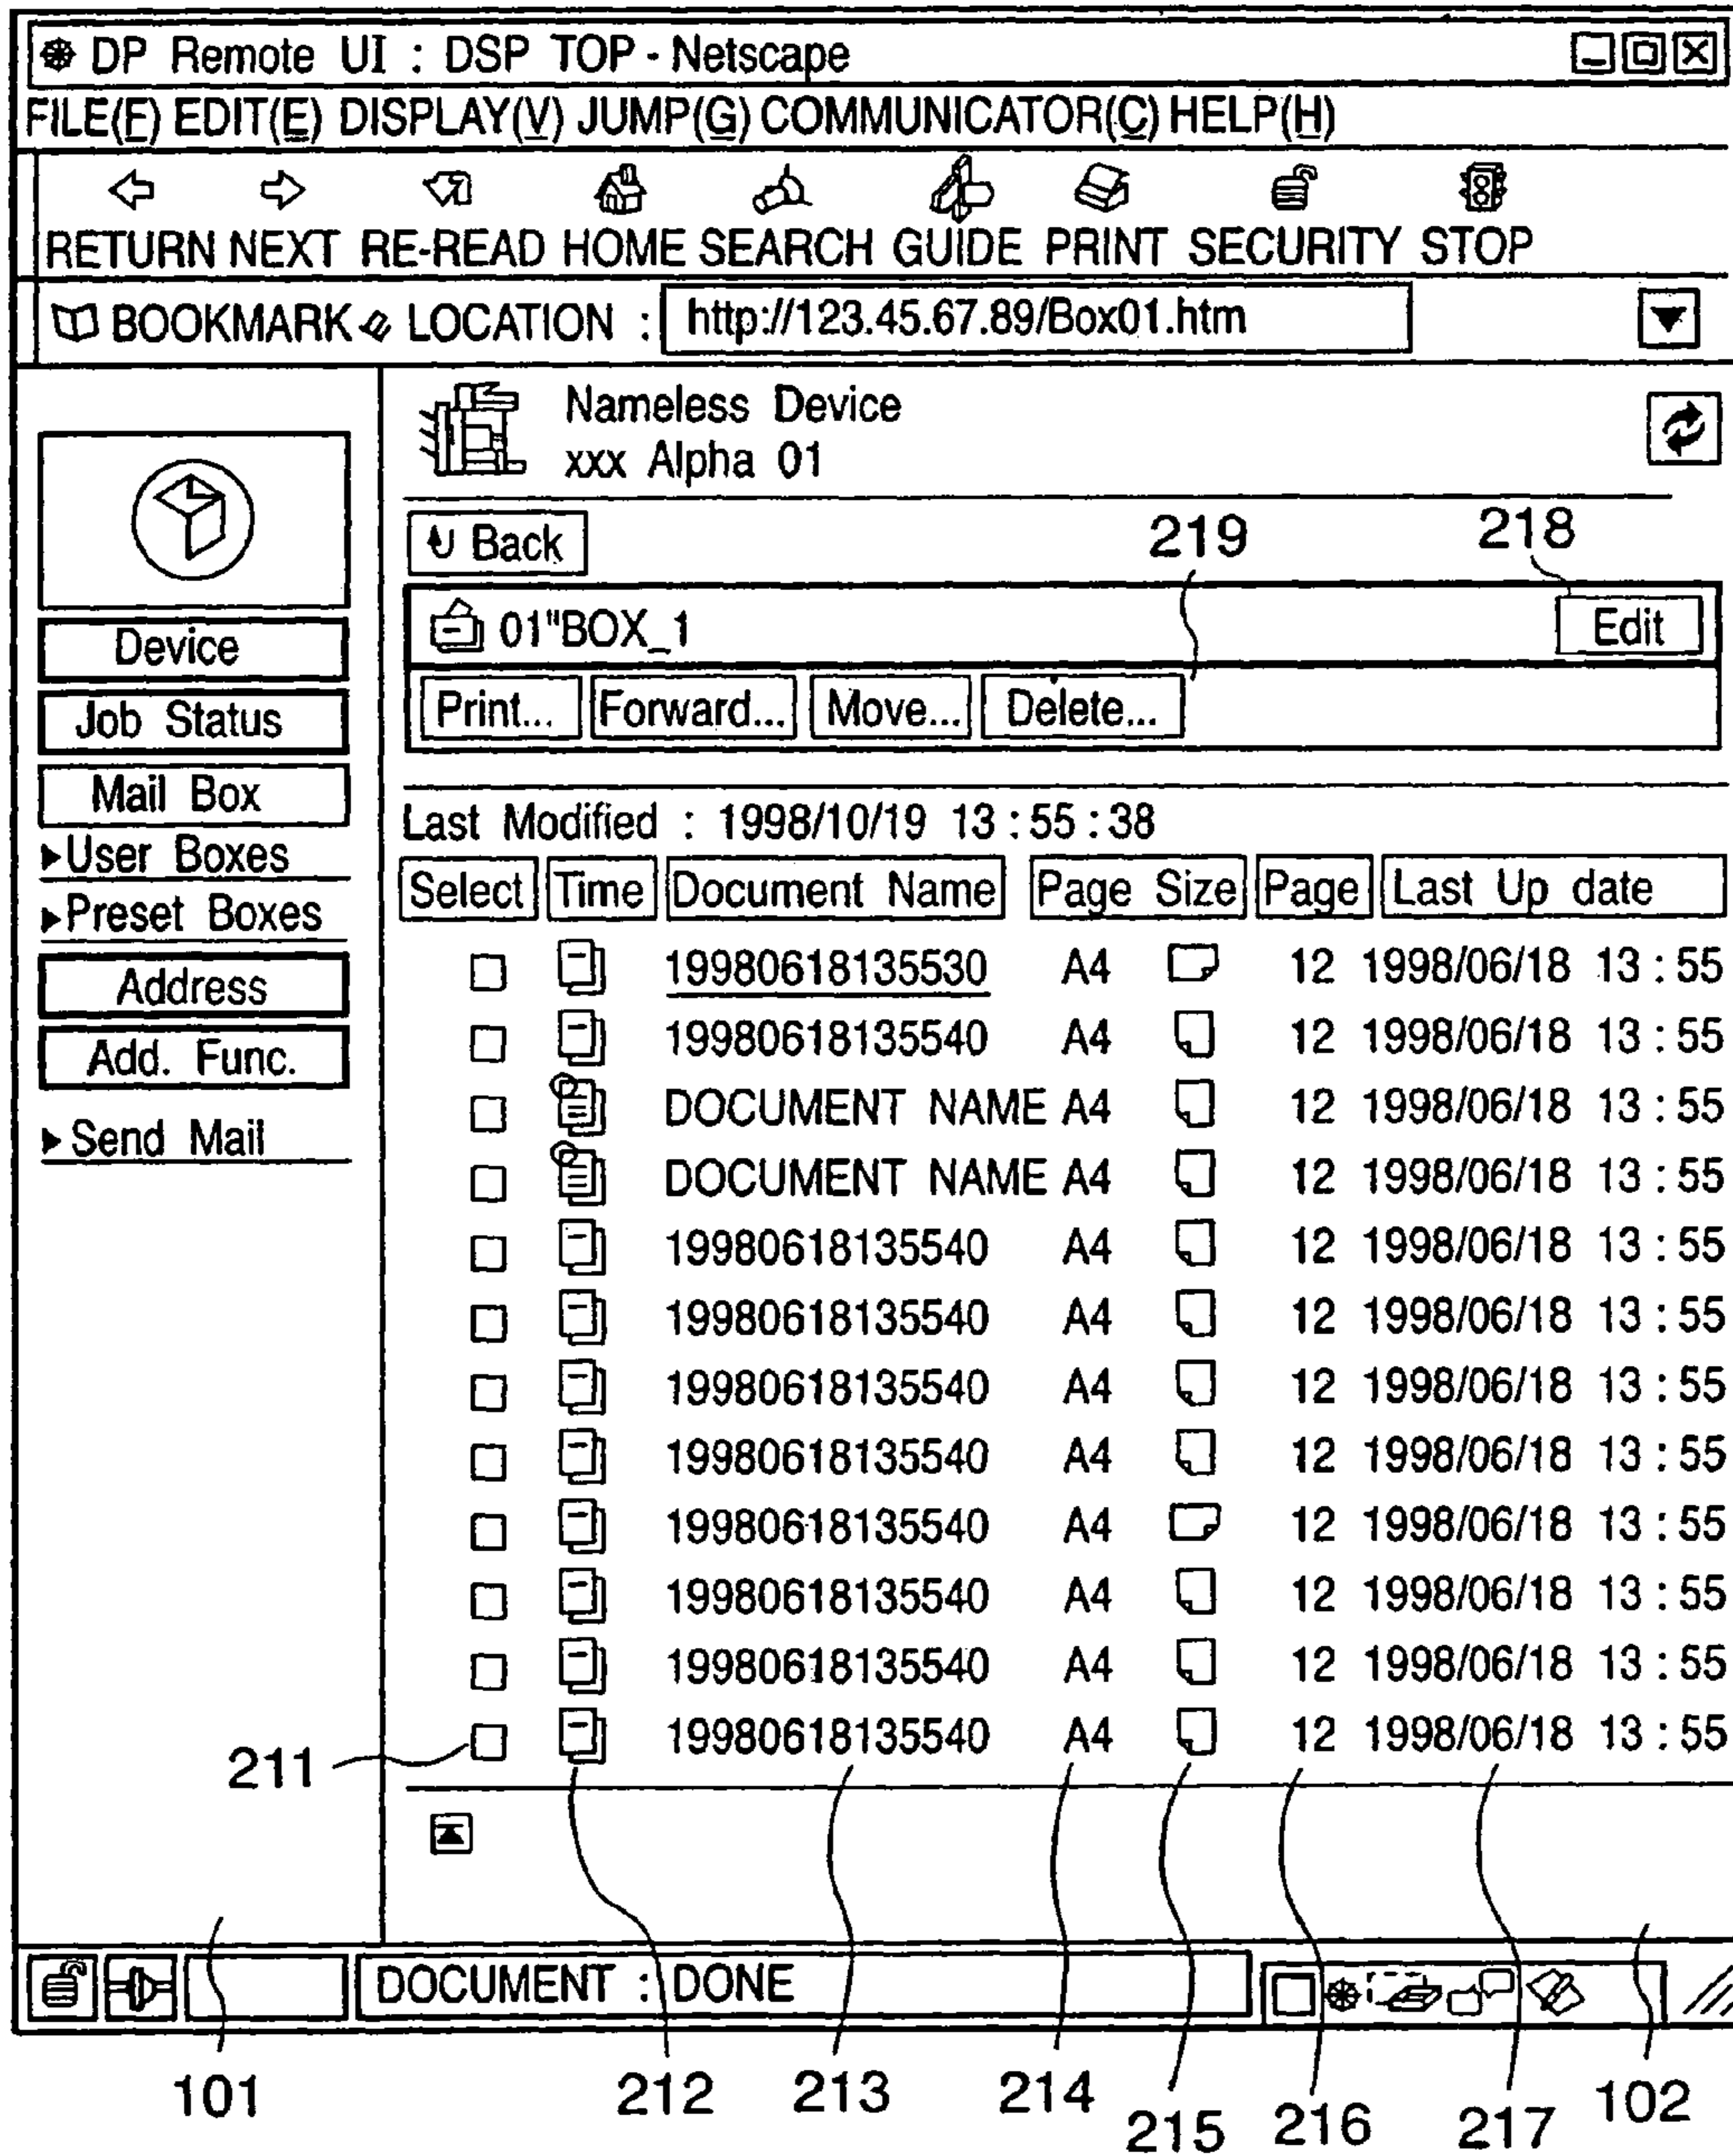 DP Remote UI : DSP TOP - Netscape
FILE(F) EDIT(E) DISPLAY(V) JUMP(G) COMMUNICATOR(C) HELP(H)
RETURN NEXT RE-READ HOME SEARCH GUIDE PRINT SECURITY STOP
BOOKMARK LOCATION : http://123.45.67.89/Box01.htm
Nameless Device
xxx Alpha 01
Back
219
218
01"BOX_1
Edit
Print... Forward... Move... Delete...
Device
Job Status
Mail Box
User Boxes
Preset Boxes
Address
Add. Func.
Send Mail
Last Modified : 1998/10/19 13 : 55 : 38
Select Time Document Name Page Size Page Last Up date
19980618135530 A4 12 1998/06/18 13 : 55
19980618135540 A4 12 1998/06/18 13 : 55
DOCUMENT NAME A4 12 1998/06/18 13 : 55
DOCUMENT NAME A4 12 1998/06/18 13 : 55
19980618135540 A4 12 1998/06/18 13 : 55
19980618135540 A4 12 1998/06/18 13 : 55
19980618135540 A4 12 1998/06/18 13 : 55
19980618135540 A4 12 1998/06/18 13 : 55
19980618135540 A4 12 1998/06/18 13 : 55
19980618135540 A4 12 1998/06/18 13 : 55
19980618135540 A4 12 1998/06/18 13 : 55
19980618135540 A4 12 1998/06/18 13 : 55
211
DOCUMENT : DONE
101 212 213 214 215 216 217 102